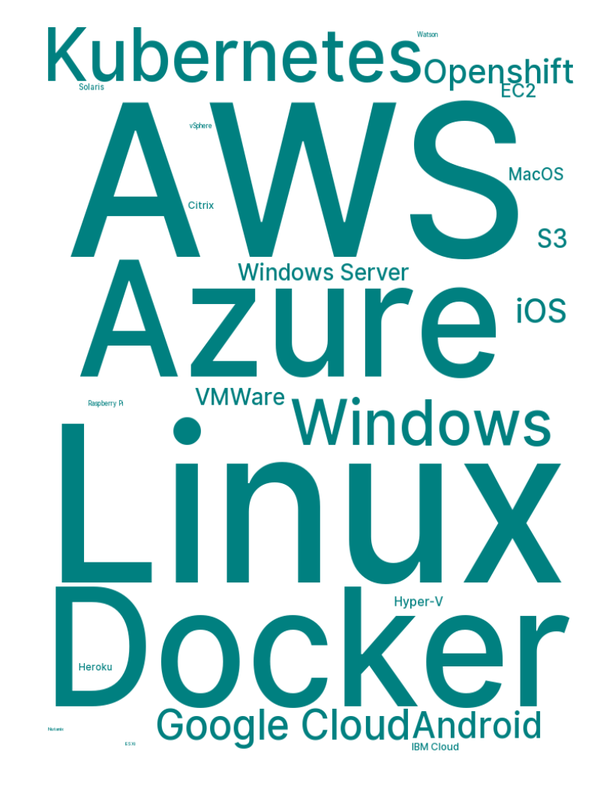 Kubernetes
Watson
Openshift
Solaris
EC2
AWS
vSphere
MacOS
Citrix
S3
Windows Server
Azure
iOS
VMWare
Raspberry Pi
Windows
Linux
Docker
Hyper-V
Heroku
Google Cloud
Android
IBM Cloud